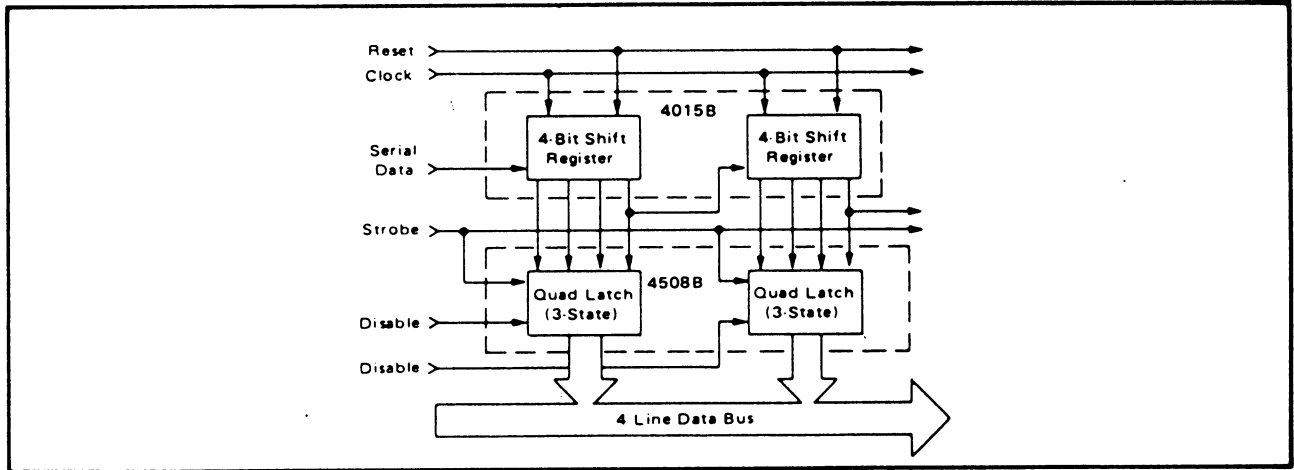 Reset
Clock
4015B
4-Bit Shift
Register
4-Bit Shift
Register
Serial
Data
Strobe
4508B
Quad Latch
(3-State)
Quad Latch
(3-State)
Disable
Disable
4 Line Data Bus